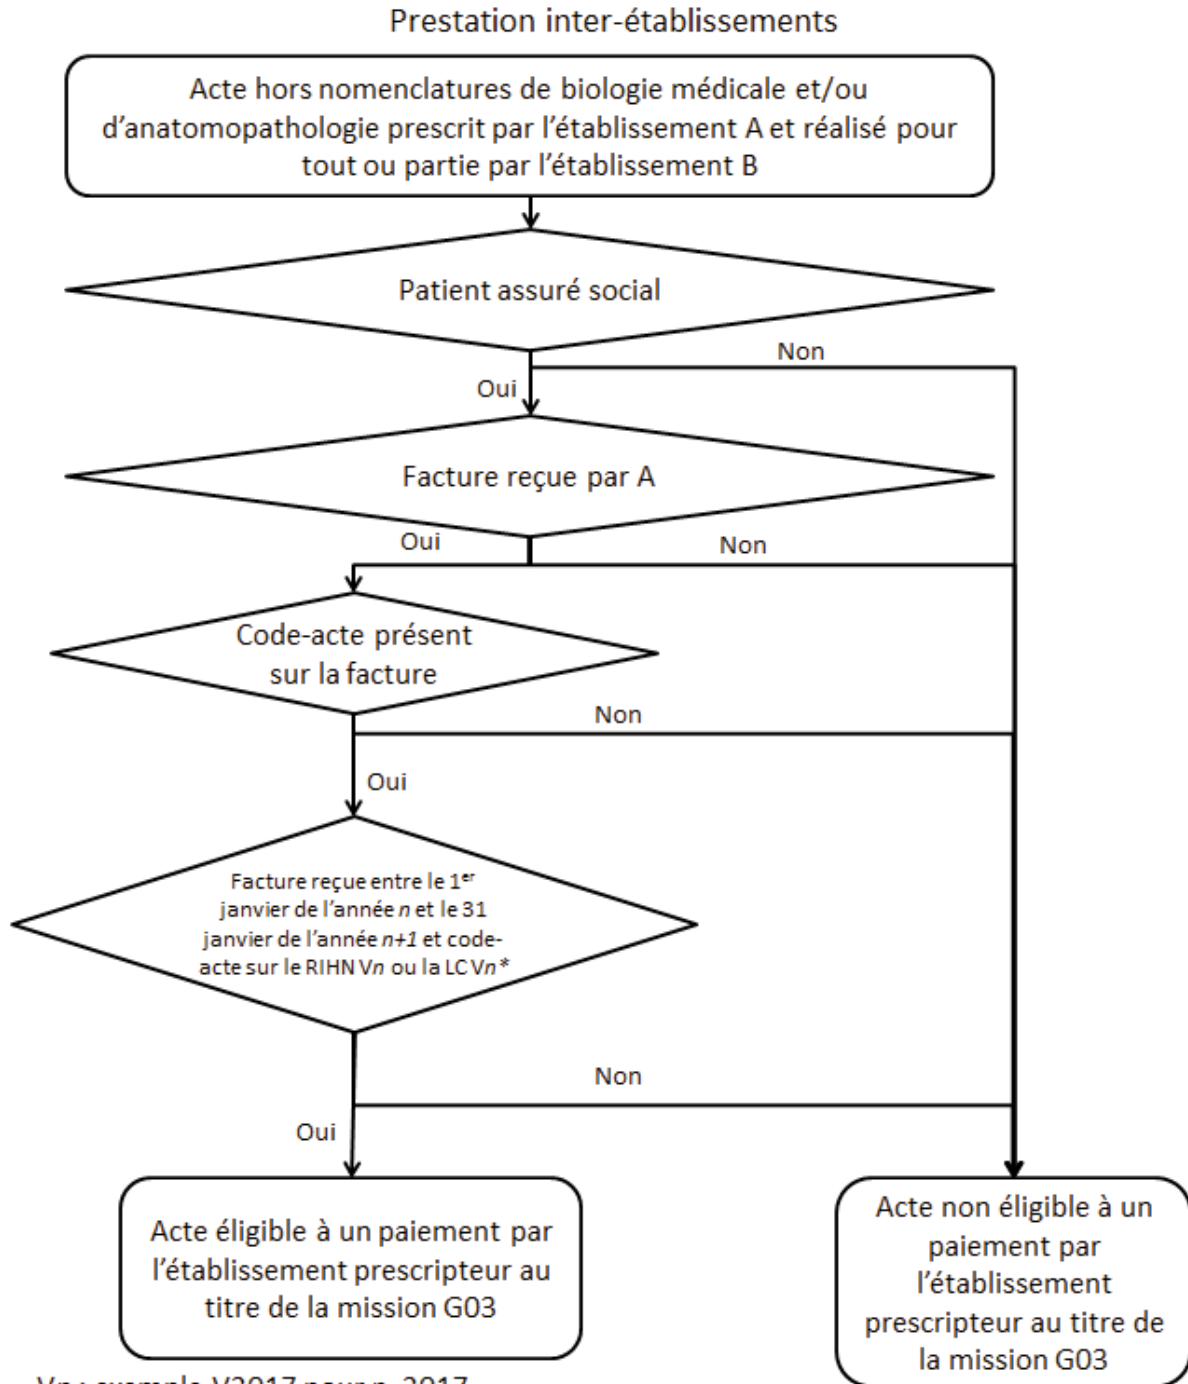 Prestation inter-établissements
Acte hors nomenclatures de biologie médicale et/ou
d'anatomopathologie prescrit par l'établissement A et réalisé pour
tout ou partie par l'établissement B
Patient assuré social
Non
Oui
Facture reçue par A
Oui
Non
Code-acte présent
sur la facture
Non
Oui
Facture reçue entre le 1er
janvier de l'année n et le 31
janvier de l'année n+1 et code-
acte sur le RIHN Vn ou la LC Vn*
Non
Oui
Acte éligible à un paiement par
l'établissement prescripteur au
titre de la mission G03
Acte non éligible à un
paiement par
l'établissement
prescripteur au titre de
la mission G03
Vn : exemple V2017 pour n